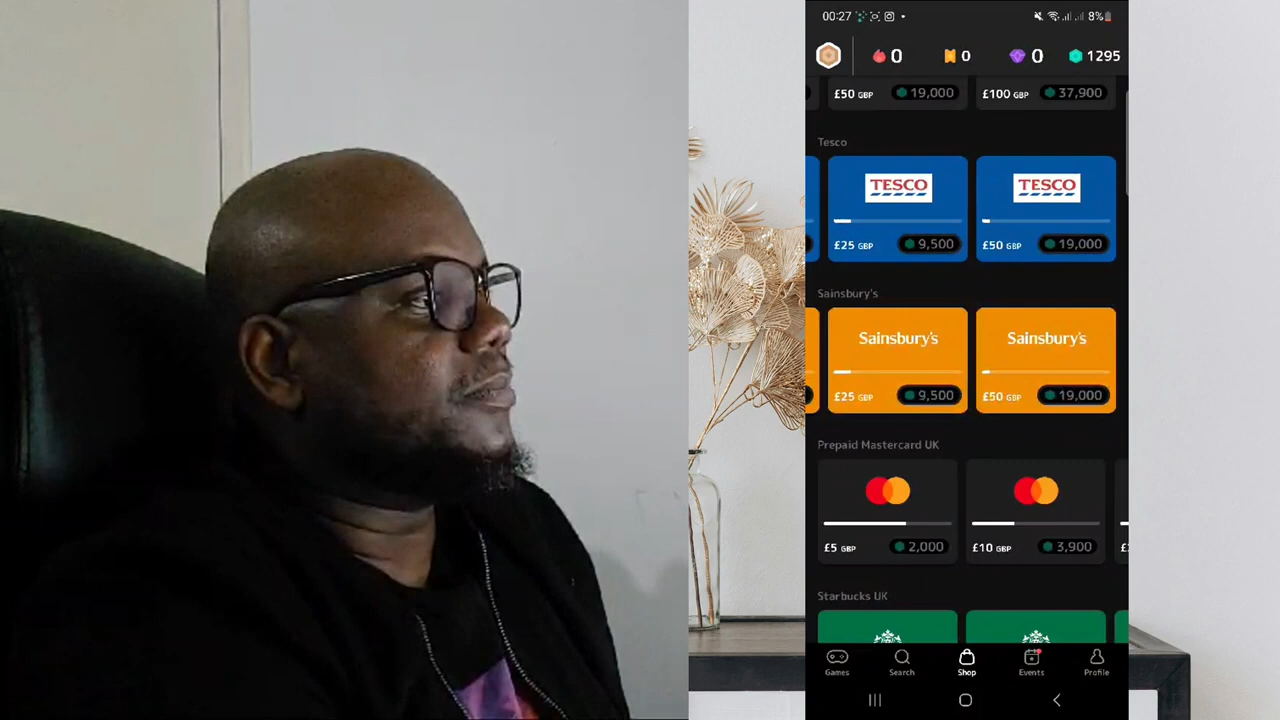 00:27 8%
0 0 0 1295
£50 GBP 19,000 £100 GBP 37,900
Tesco
TESCO TESCO
£25 GBP 9,500 £50 GBP 19,000
Sainsbury's
Sainsbury's Sainsbury's
£25 GBP 9,500 £50 GBP 19,000
Prepaid Mastercard UK
£5 GBP 2,000 £10 GBP 3,900
Starbucks UK
Games Search Shop Events Profile